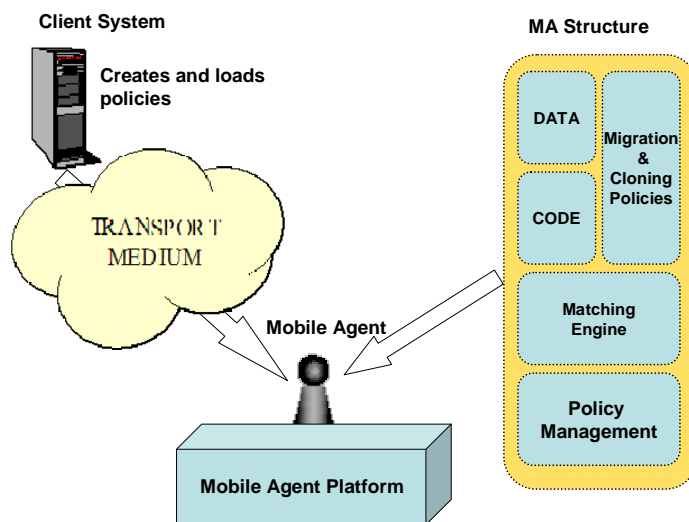 Client System
Creates and loads
policies
TRANSPORT
MEDIUM
Mobile Agent
Mobile Agent Platform
MA Structure
DATA
Migration
&
Cloning
Policies
CODE
Matching
Engine
Policy
Management